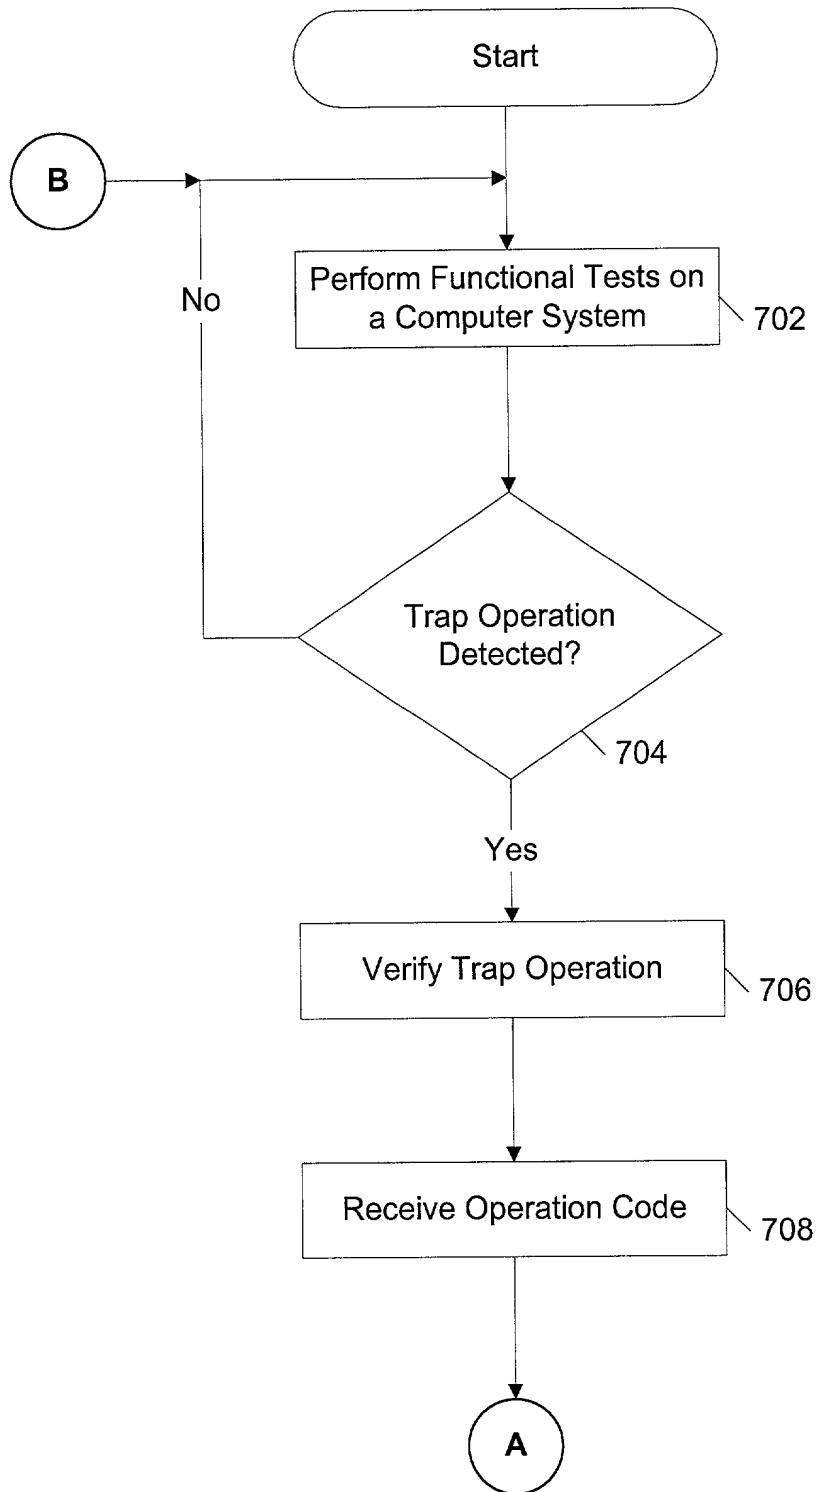 Start
B
No
Perform Functional Tests on
a Computer System
702
Trap Operation
Detected?
704
Yes
Verify Trap Operation
706
Receive Operation Code
708
A